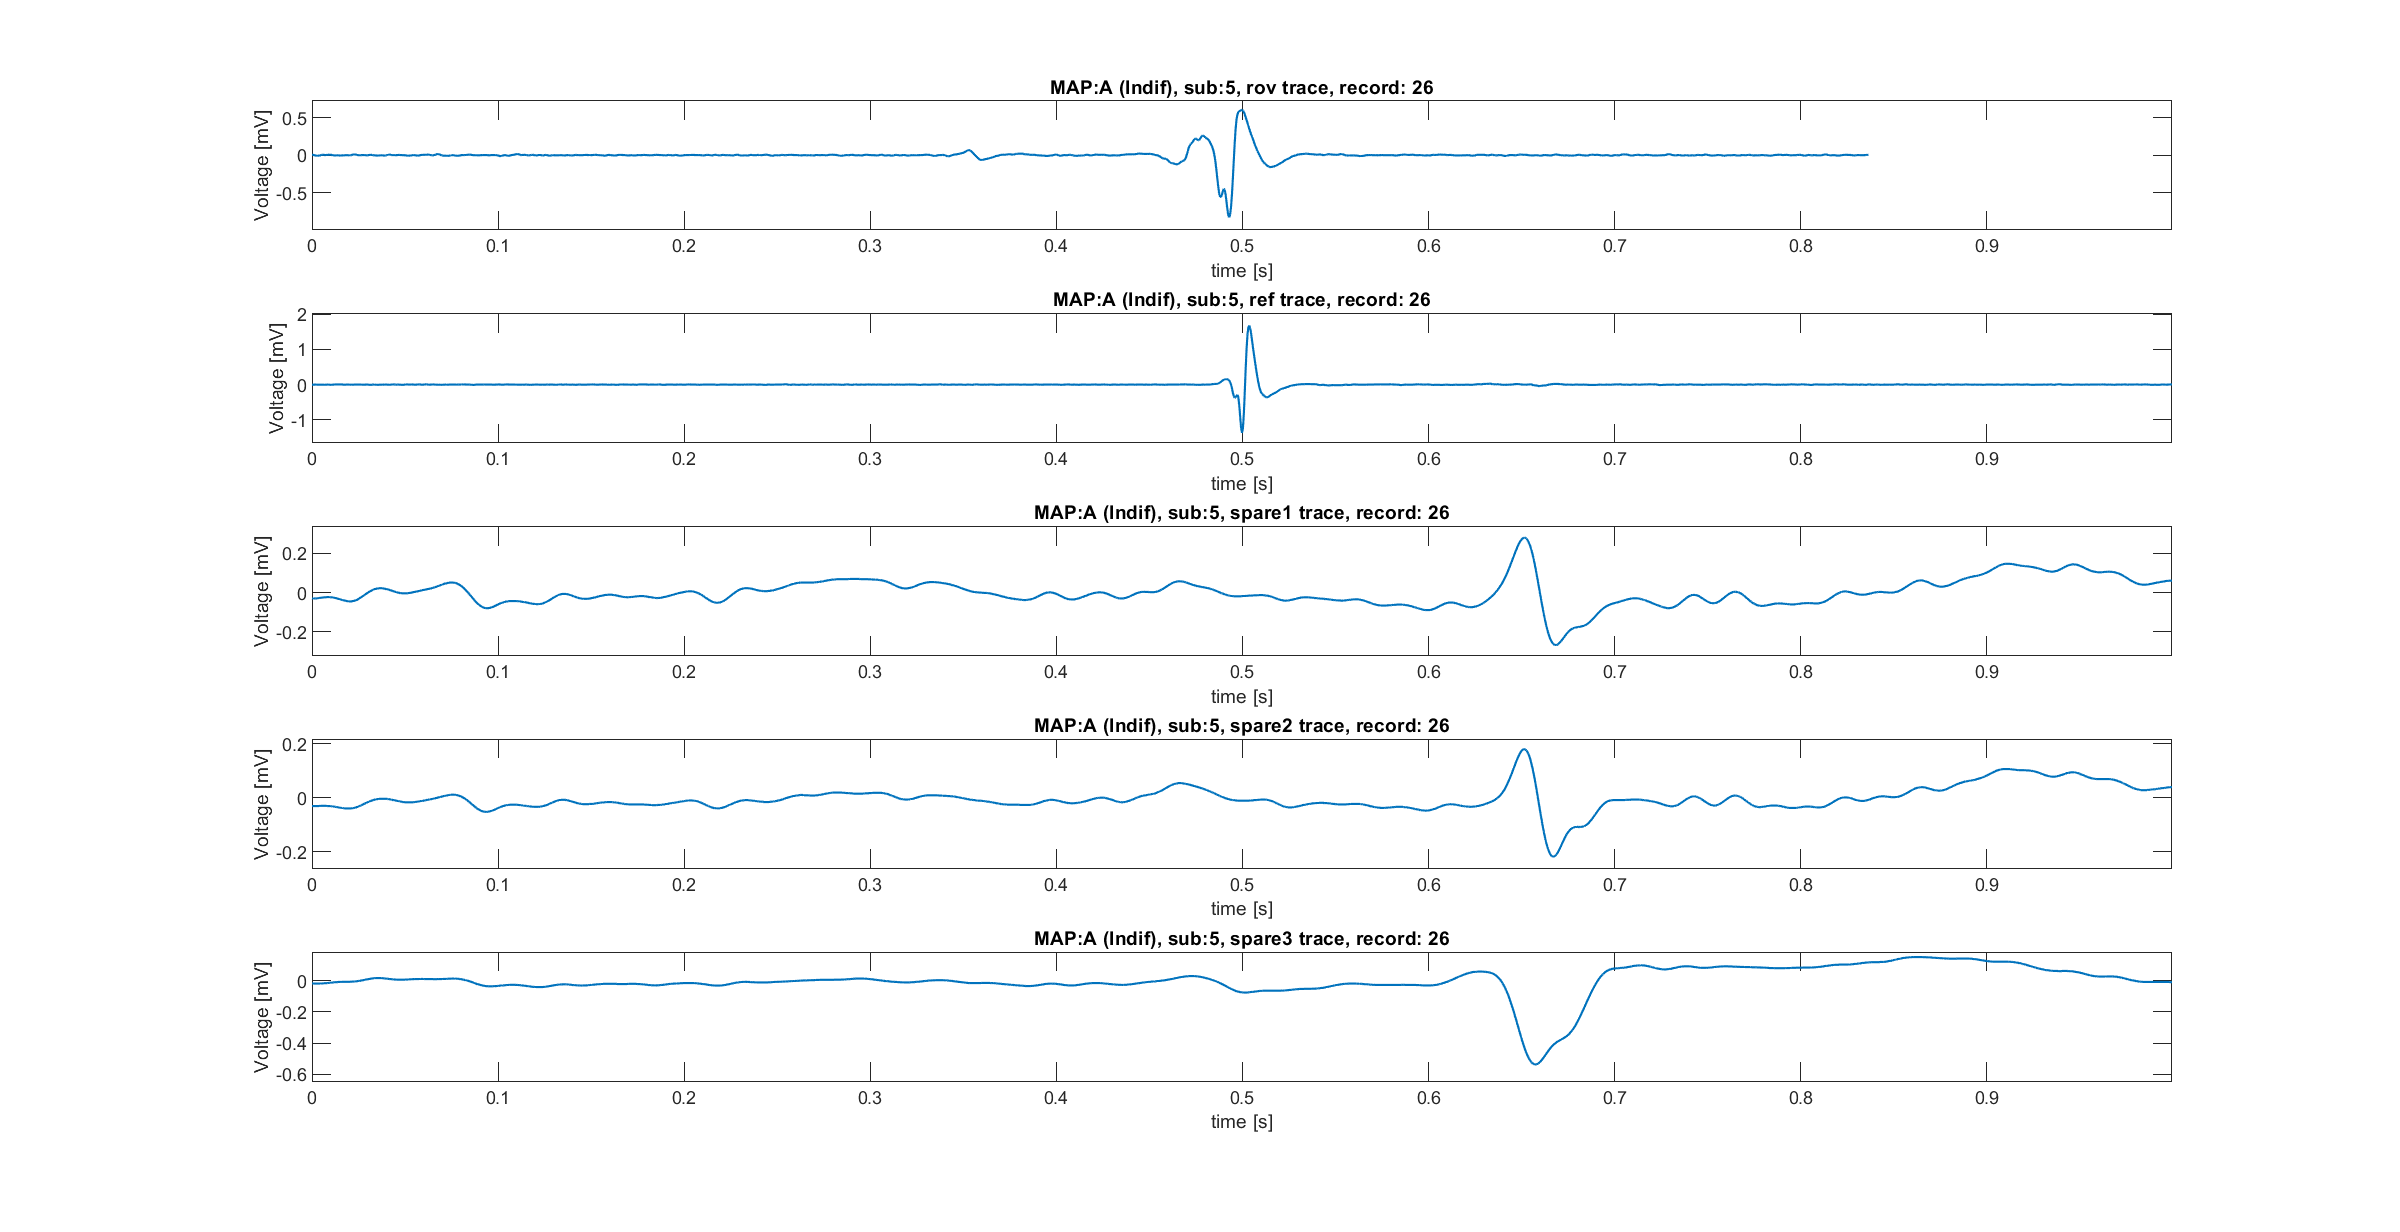 MAP:A (Indif), sub:5, rov trace, record: 26
Voltage [mV]
0.5
0
-0.5
0 0.1 0.2 0.3 0.4 0.5 0.6 0.7 0.8 0.9
time [s]
MAP:A (Indif), sub:5, ref trace, record: 26
Voltage [mV]
2
1
0
-1
0 0.1 0.2 0.3 0.4 0.5 0.6 0.7 0.8 0.9
time [s]
MAP:A (Indif), sub:5, spare1 trace, record: 26
Voltage [mV]
0.2
0
-0.2
0 0.1 0.2 0.3 0.4 0.5 0.6 0.7 0.8 0.9
time [s]
MAP:A (Indif), sub:5, spare2 trace, record: 26
Voltage [mV]
0.2
0
-0.2
0 0.1 0.2 0.3 0.4 0.5 0.6 0.7 0.8 0.9
time [s]
MAP:A (Indif), sub:5, spare3 trace, record: 26
Voltage [mV]
0
-0.2
-0.4
-0.6
0 0.1 0.2 0.3 0.4 0.5 0.6 0.7 0.8 0.9
time [s]